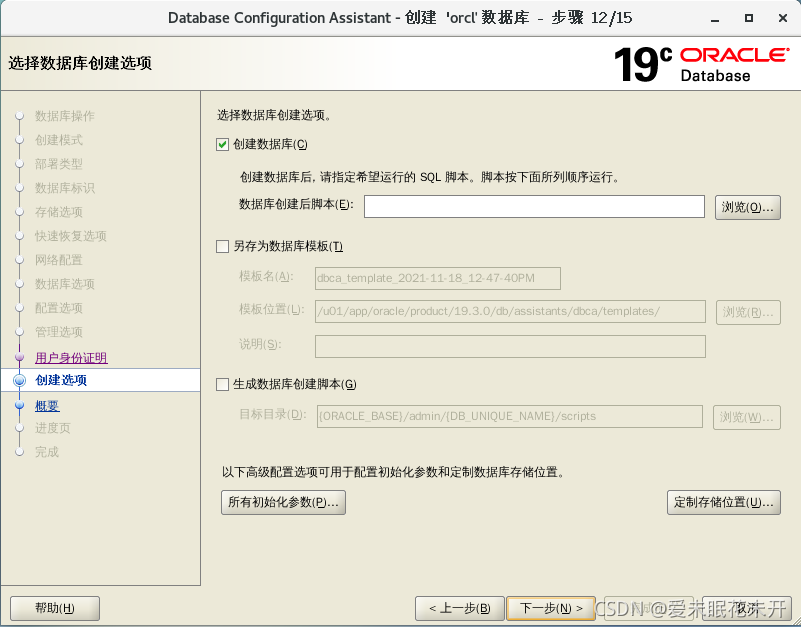 Database Configuration Assistant - 创建 'orcl' 数据库 - 步骤 12/15
选择数据库创建选项
19c ORACLE
Database
数据库操作
创建模式
部署类型
数据库标识
存储选项
快速恢复选项
网络配置
数据库选项
配置选项
管理选项
用户身份证明
创建选项
概要
进度页
完成
选择数据库创建选项。
创建数据库(C)
创建数据库后, 请指定希望运行的 SQL 脚本。脚本按下面所列顺序运行。
数据库创建后脚本(E):
浏览(O)...
另存为数据库模板(T)
模板名(A):
dbca_template_2021-11-18_12-47-40PM
模板位置(L):
/u01/app/oracle/product/19.3.0/db/assistants/dbca/templates/
浏览(R)...
说明(S):
生成数据库创建脚本(G)
目标目录(D):
{ORACLE_BASE}/admin/{DB_UNIQUE_NAME}/scripts
浏览(W)...
以下高级配置选项可用于配置初始化参数和定制数据库存储位置。
所有初始化参数(P)...
定制存储位置(U)...
帮助(H)
< 上一步(B)
下一步(N) >
取消
CSDN @爱未眠花未开